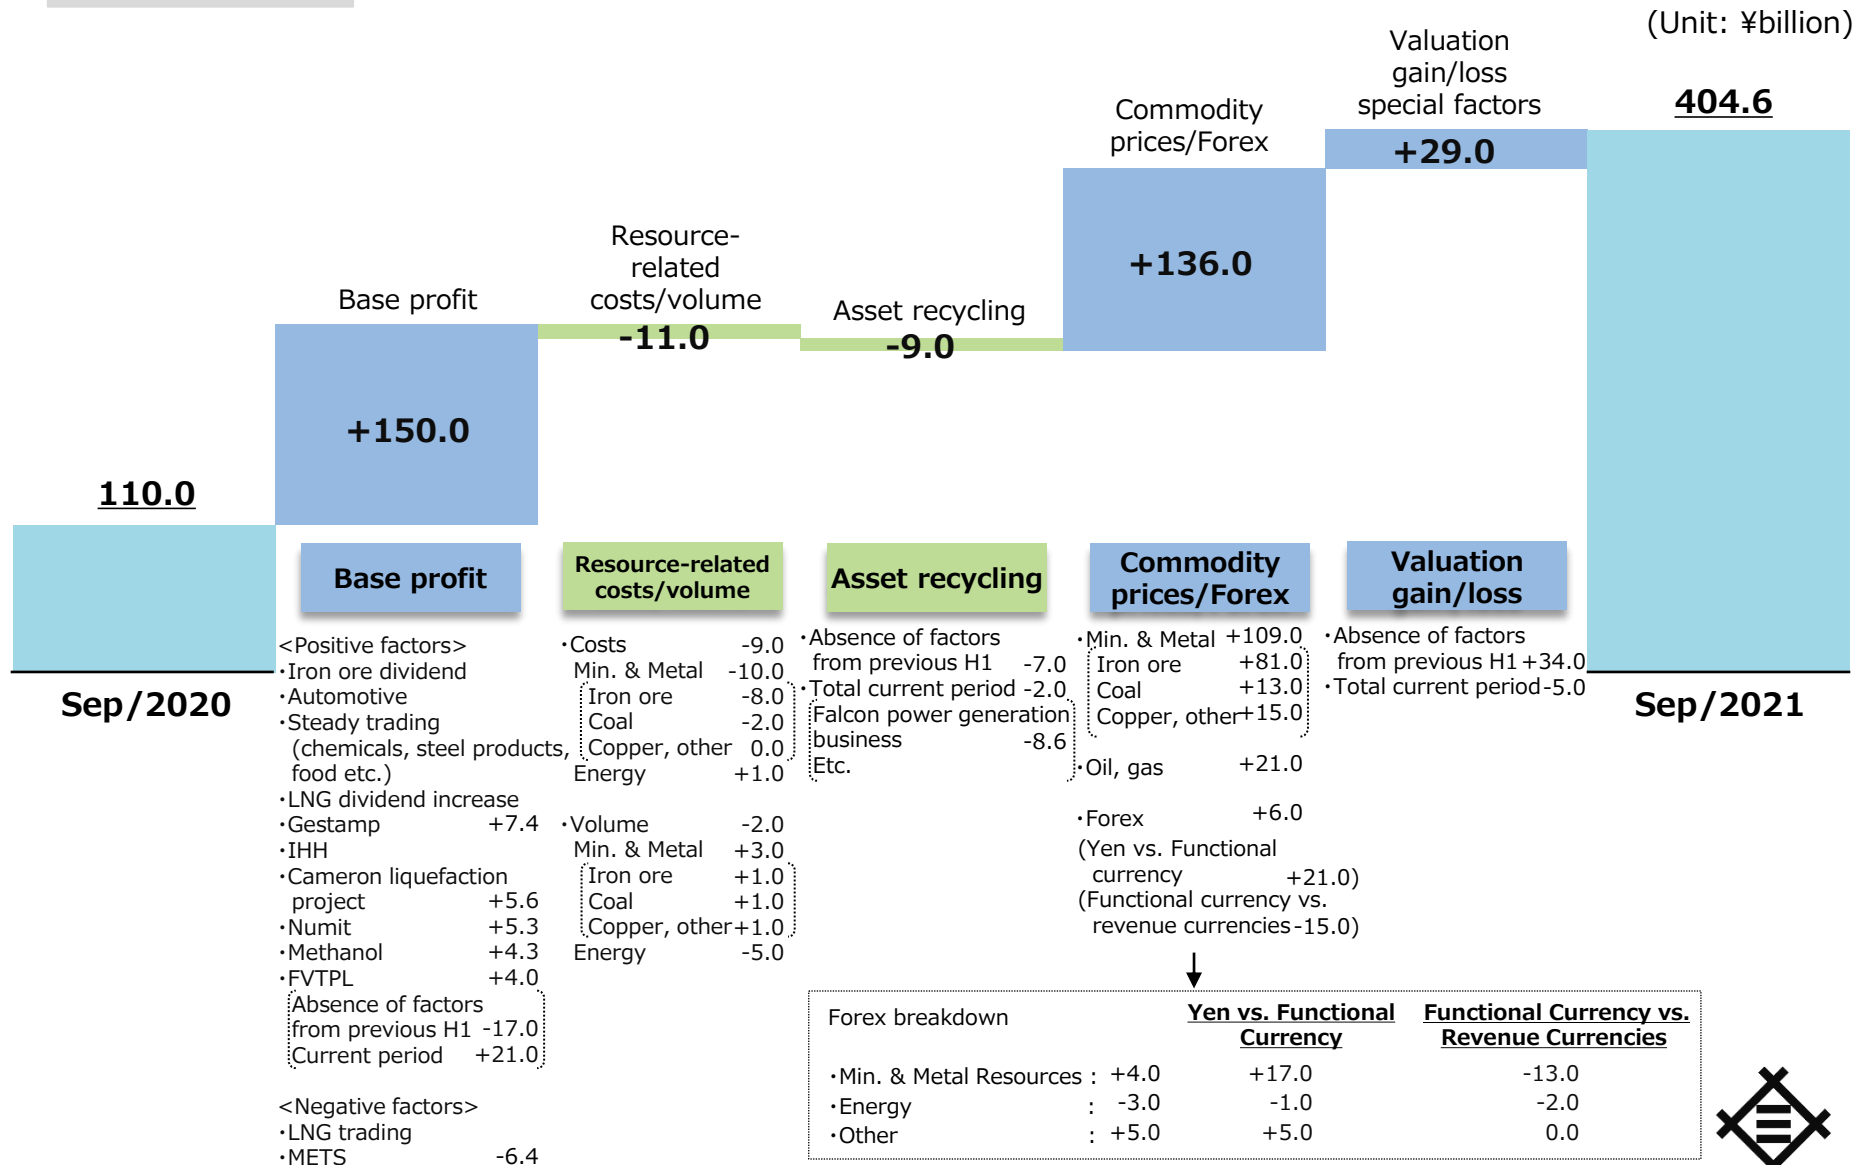 (Unit: ¥billion)
110.0
Base profit
+150.0
Resource-
related
costs/volume
-11.0
Asset recycling
-9.0
Commodity
prices/Forex
+136.0
Valuation
gain/loss
special factors
+29.0
404.6
Sep/2020
Sep/2021
Base profit
<Positive factors>
・Iron ore dividend
・Automotive
・Steady trading
(chemicals, steel products,
food etc.)
・LNG dividend increase
・Gestamp +7.4
・IHH
・Cameron liquefaction
project +5.6
・Numit +5.3
・Methanol +4.3
・FVTPL +4.0
Absence of factors
from previous H1 -17.0
Current period +21.0
<Negative factors>
・LNG trading
・METS -6.4
Resource-related
costs/volume
・Costs -9.0
Min. & Metal -10.0
Iron ore -8.0
Coal -2.0
Copper, other 0.0
Energy +1.0
・Volume -2.0
Min. & Metal +3.0
Iron ore +1.0
Coal +1.0
Copper, other +1.0
Energy -5.0
Asset recycling
・Absence of factors
from previous H1 -7.0
・Total current period -2.0
Falcon power generation
business -8.6
Etc.
Commodity
prices/Forex
・Min. & Metal +109.0
Iron ore +81.0
Coal +13.0
Copper, other +15.0
・Oil, gas +21.0
・Forex +6.0
(Yen vs. Functional
currency +21.0)
(Functional currency vs.
revenue currencies -15.0)
Valuation
gain/loss
・Absence of factors
from previous H1 +34.0
・Total current period -5.0
Forex breakdown Yen vs. Functional Functional Currency vs.
Currency Revenue Currencies
・Min. & Metal Resources : +4.0 +17.0 -13.0
・Energy : -3.0 -1.0 -2.0
・Other : +5.0 +5.0 0.0